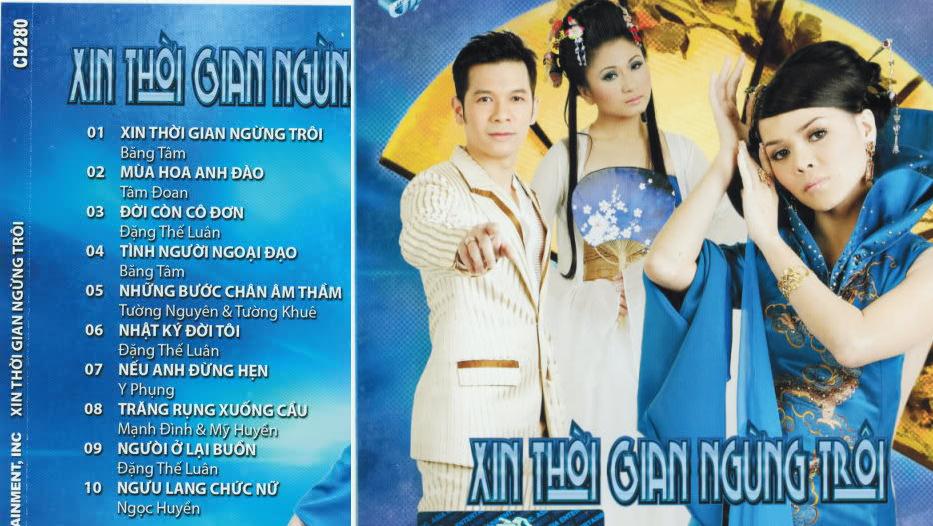 CD280
XIN THỜI GIAN NGỪNG TRÔI
AINMENT, INC
XIN THỜI GIAN NGỪN
01 XIN THỜI GIAN NGỪNG TRÔI
Băng Tâm
02 MÙA HOA ANH ĐÀO
Tâm Đoan
03 ĐỜI CÒN CÔ ĐƠN
Đặng Thế Luân
04 TÌNH NGƯỜI NGOẠI ĐẠO
Băng Tâm
05 NHỮNG BƯỚC CHÂN ÂM THẦM
Tường Nguyên & Tường Khuê
06 NHẬT KÝ ĐỜI TÔI
Đặng Thế Luân
07 NẾU ANH ĐỪNG HẸN
Y Phụng
08 TRĂNG RỤNG XUỐNG CẦU
Mạnh Đình & Mỹ Huyền
09 NGƯỜI Ở LẠI BUỒN
Đặng Thế Luân
10 NGƯU LANG CHỨC NỮ
Ngọc Huyền
XIN THỜI GIAN NGỪNG TRÔI